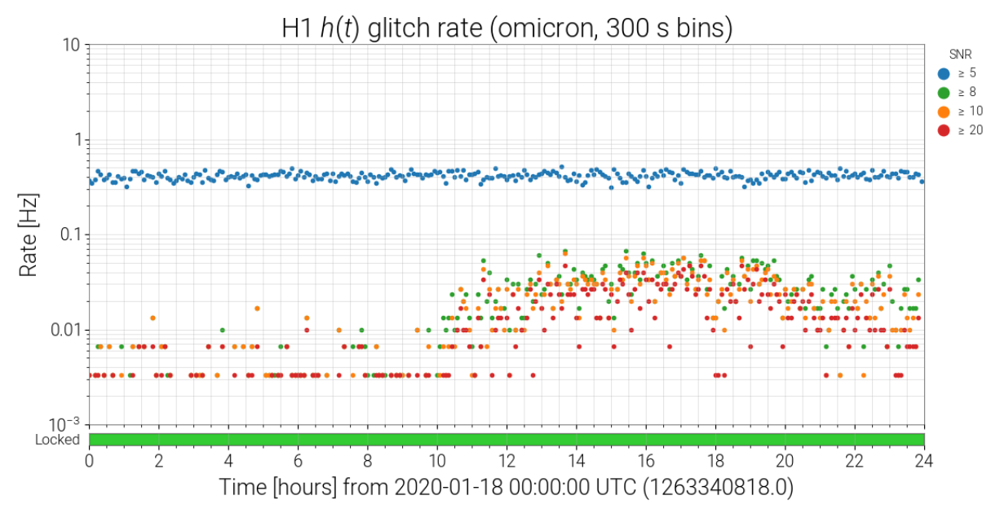 H1 h(t) glitch rate (omicron, 300 s bins)
SNR
≥ 5
≥ 8
≥ 10
≥ 20
Rate [Hz]
10
1
0.1
0.01
10⁻³
Locked
0 2 4 6 8 10 12 14 16 18 20 22 24
Time [hours] from 2020-01-18 00:00:00 UTC (1263340818.0)